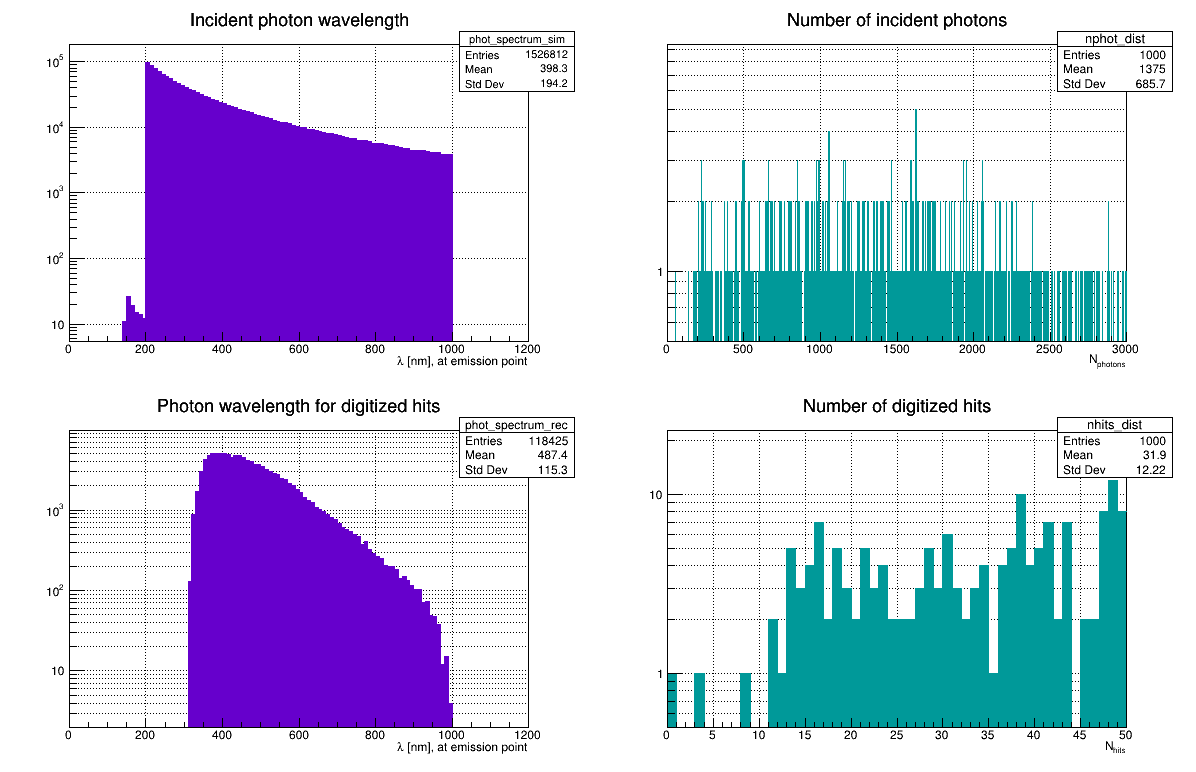 Incident photon wavelength
phot_spectrum_sim
Entries 1526812
Mean 398.3
Std Dev 194.2
10^5
10^4
10^3
10^2
10
0 200 400 600 800 1000 1200
λ [nm], at emission point
Number of incident photons
nphot_dist
Entries 1000
Mean 1375
Std Dev 685.7
1
0 500 1000 1500 2000 2500 3000
N_photons
Photon wavelength for digitized hits
phot_spectrum_rec
Entries 118425
Mean 487.4
Std Dev 115.3
10^3
10^2
10
0 200 400 600 800 1000 1200
λ [nm], at emission point
Number of digitized hits
nhits_dist
Entries 1000
Mean 31.9
Std Dev 12.22
10
1
0 5 10 15 20 25 30 35 40 45 50
N_hits